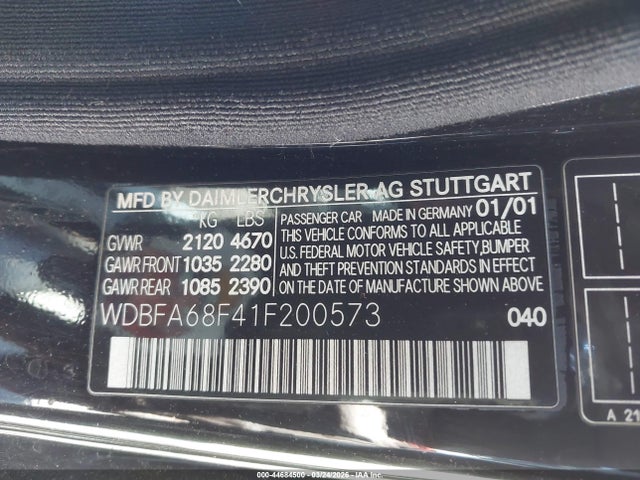 MFD BY DAIMLERCHRYSLER AG STUTTGART
KG LBS
GVWR 2120 4670
GAWR FRONT 1035 2280
GAWR REAR 1085 2390
PASSENGER CAR MADE IN GERMANY 01/01
THIS VEHICLE CONFORMS TO ALL APPLICABLE
U.S. FEDERAL MOTOR VEHICLE SAFETY, BUMPER
AND THEFT PREVENTION STANDARDS IN EFFECT
ON THE DATE OF MANUFACTURE SHOWN ABOVE
WDBFA68F41F200573 040
A 21
000-44684500 - 03/24/2026 - IAA Inc.